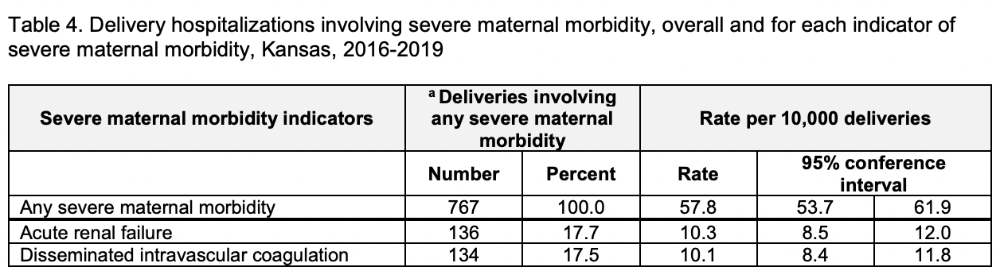 Table 4. Delivery hospitalizations involving severe maternal morbidity, overall and for each indicator of
severe maternal morbidity, Kansas, 2016-2019
Severe maternal morbidity indicators
a Deliveries involving
any severe maternal
morbidity
Rate per 10,000 deliveries
Number Percent Rate
95% conference
interval
Any severe maternal morbidity 767 100.0 57.8 53.7 61.9
Acute renal failure 136 17.7 10.3 8.5 12.0
Disseminated intravascular coagulation 134 17.5 10.1 8.4 11.8